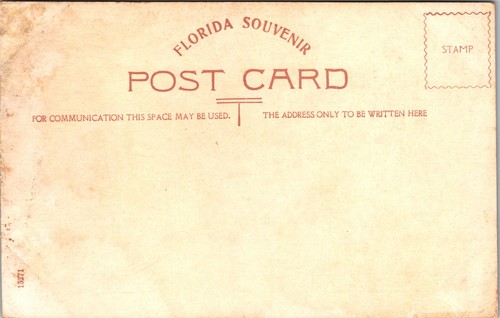 FLORIDA SOUVENIR
POST CARD
STAMP
FOR COMMUNICATION THIS SPACE MAY BE USED.
THE ADDRESS ONLY TO BE WRITTEN HERE
15271